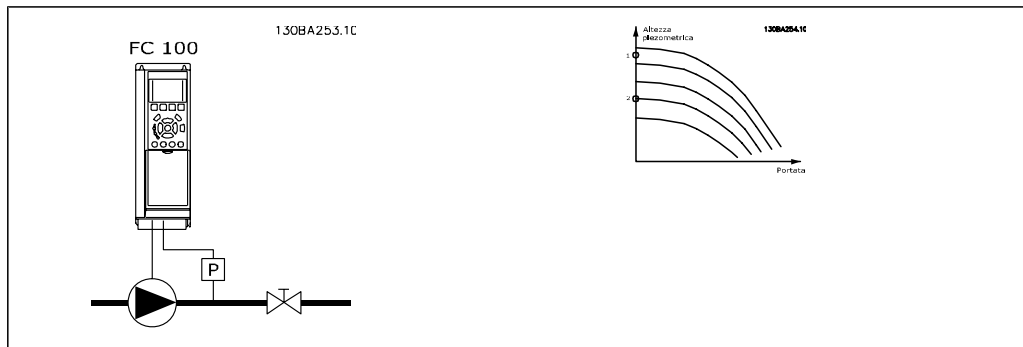 130BA253.10
FC 100
P
130BA254.10
Altezza
piezometrica
1
2
Portata